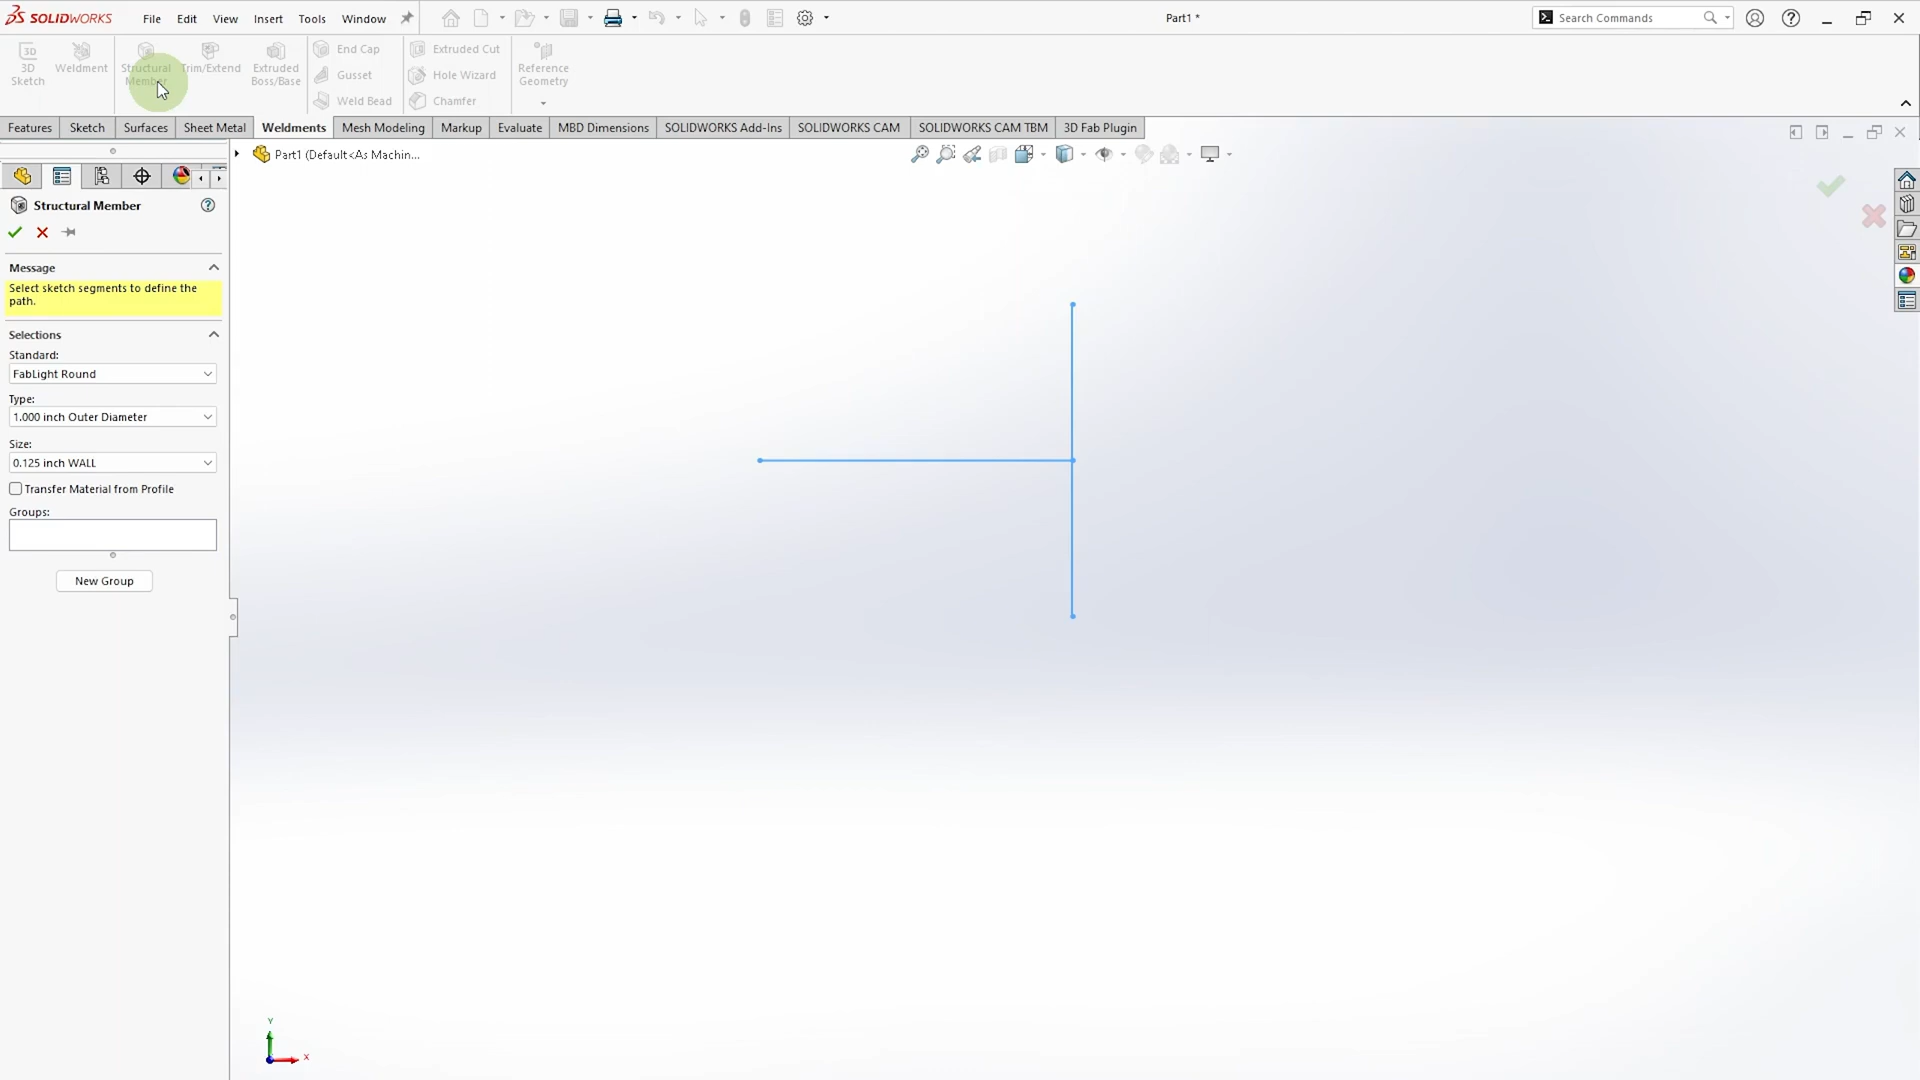 SOLIDWORKS File Edit View Insert Tools Window Part1 * Search Commands
3D Sketch
Weldment
Structural Member
Trim/Extend
Extruded Boss/Base
End Cap
Gusset
Weld Bead
Extruded Cut
Hole Wizard
Chamfer
Reference Geometry
Features Sketch Surfaces Sheet Metal Weldments Mesh Modeling Markup Evaluate MBD Dimensions SOLIDWORKS Add-Ins SOLIDWORKS CAM SOLIDWORKS CAM TBM 3D Fab Plugin
Part1 (Default<As Machin...
Structural Member
Message
Select sketch segments to define the
path.
Selections
Standard:
FabLight Round
Type:
1.000 inch Outer Diameter
Size:
0.125 inch WALL
Transfer Material from Profile
Groups:
New Group
Y
X